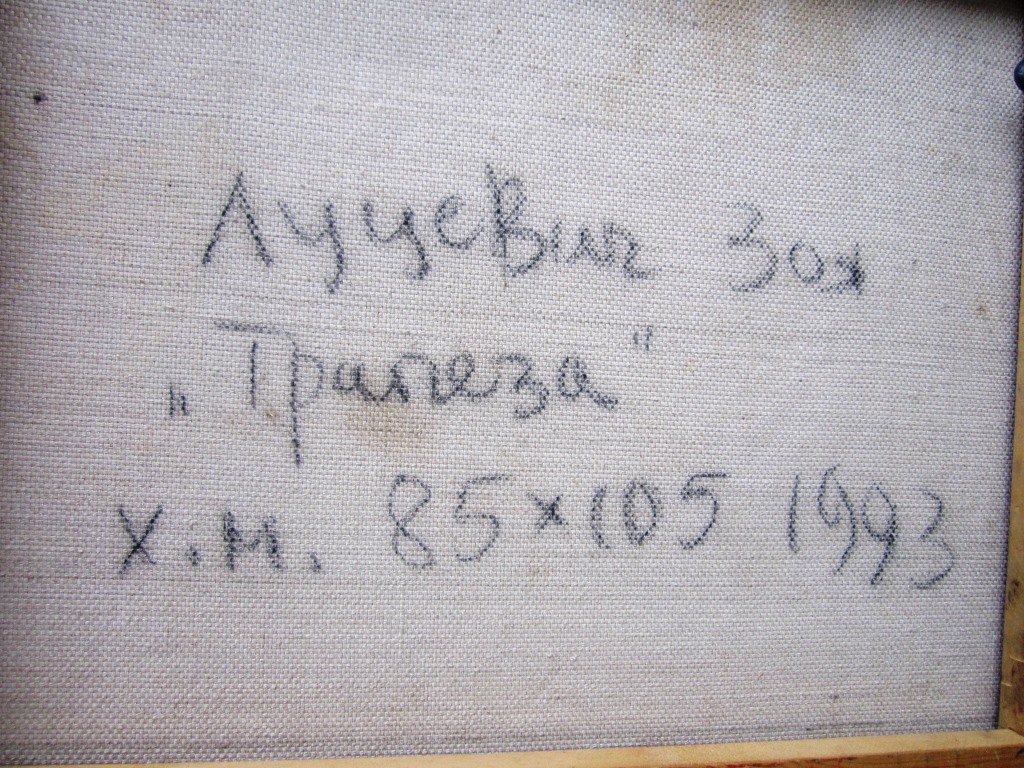 Луцевич Зоя
„Трапеза"
х.м. 85×105 1993